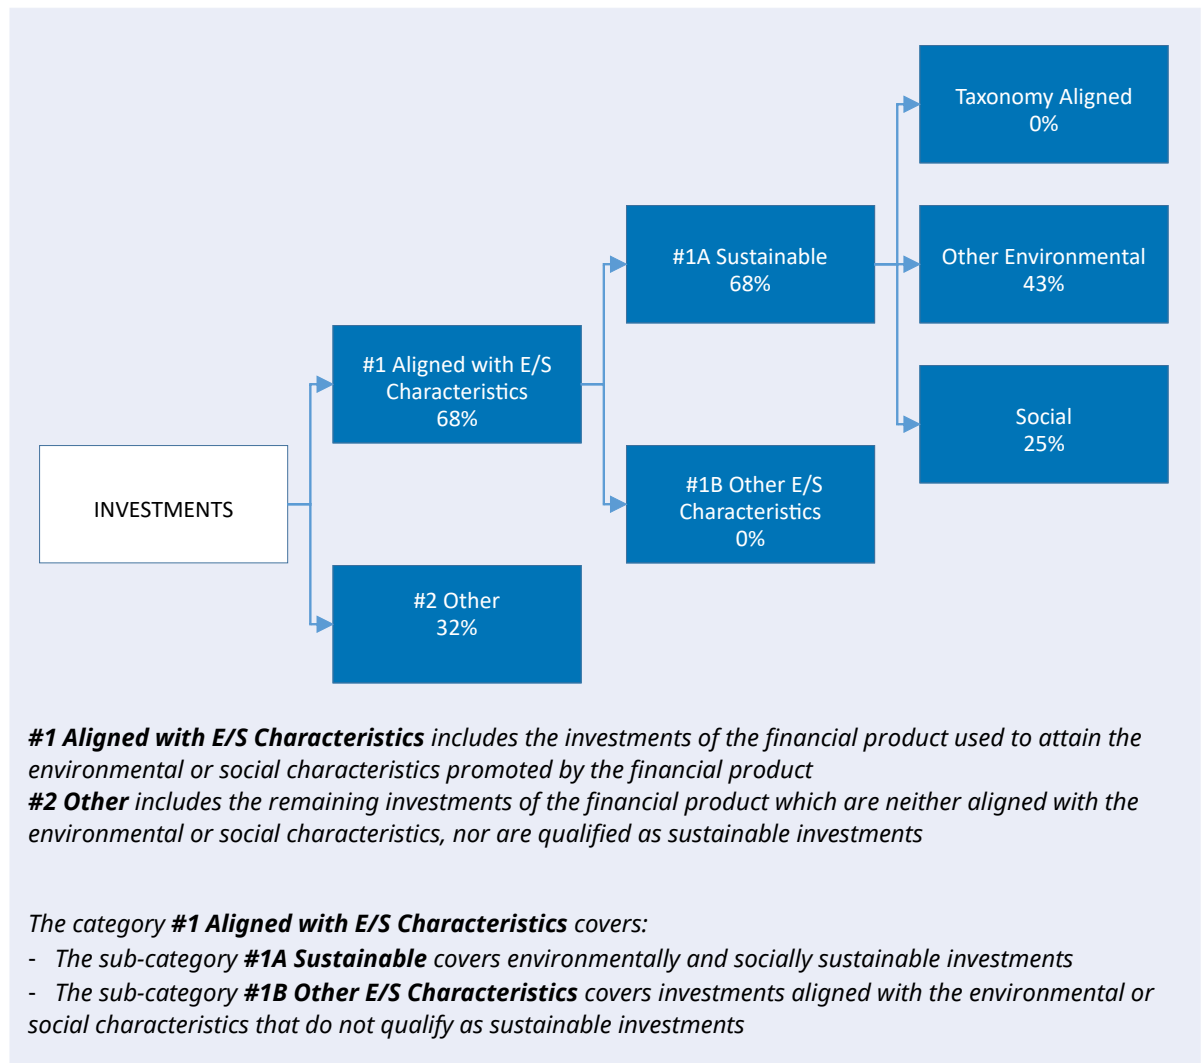 Taxonomy Aligned
0%
#1A Sustainable
68%
Other Environmental
43%
#1 Aligned with E/S
Characteristics
68%
Social
25%
INVESTMENTS
#1B Other E/S
Characteristics
0%
#2 Other
32%
#1 Aligned with E/S Characteristics includes the investments of the financial product used to attain the
environmental or social characteristics promoted by the financial product
#2 Other includes the remaining investments of the financial product which are neither aligned with the
environmental or social characteristics, nor are qualified as sustainable investments
The category #1 Aligned with E/S Characteristics covers:
- The sub-category #1A Sustainable covers environmentally and socially sustainable investments
- The sub-category #1B Other E/S Characteristics covers investments aligned with the environmental or
social characteristics that do not qualify as sustainable investments